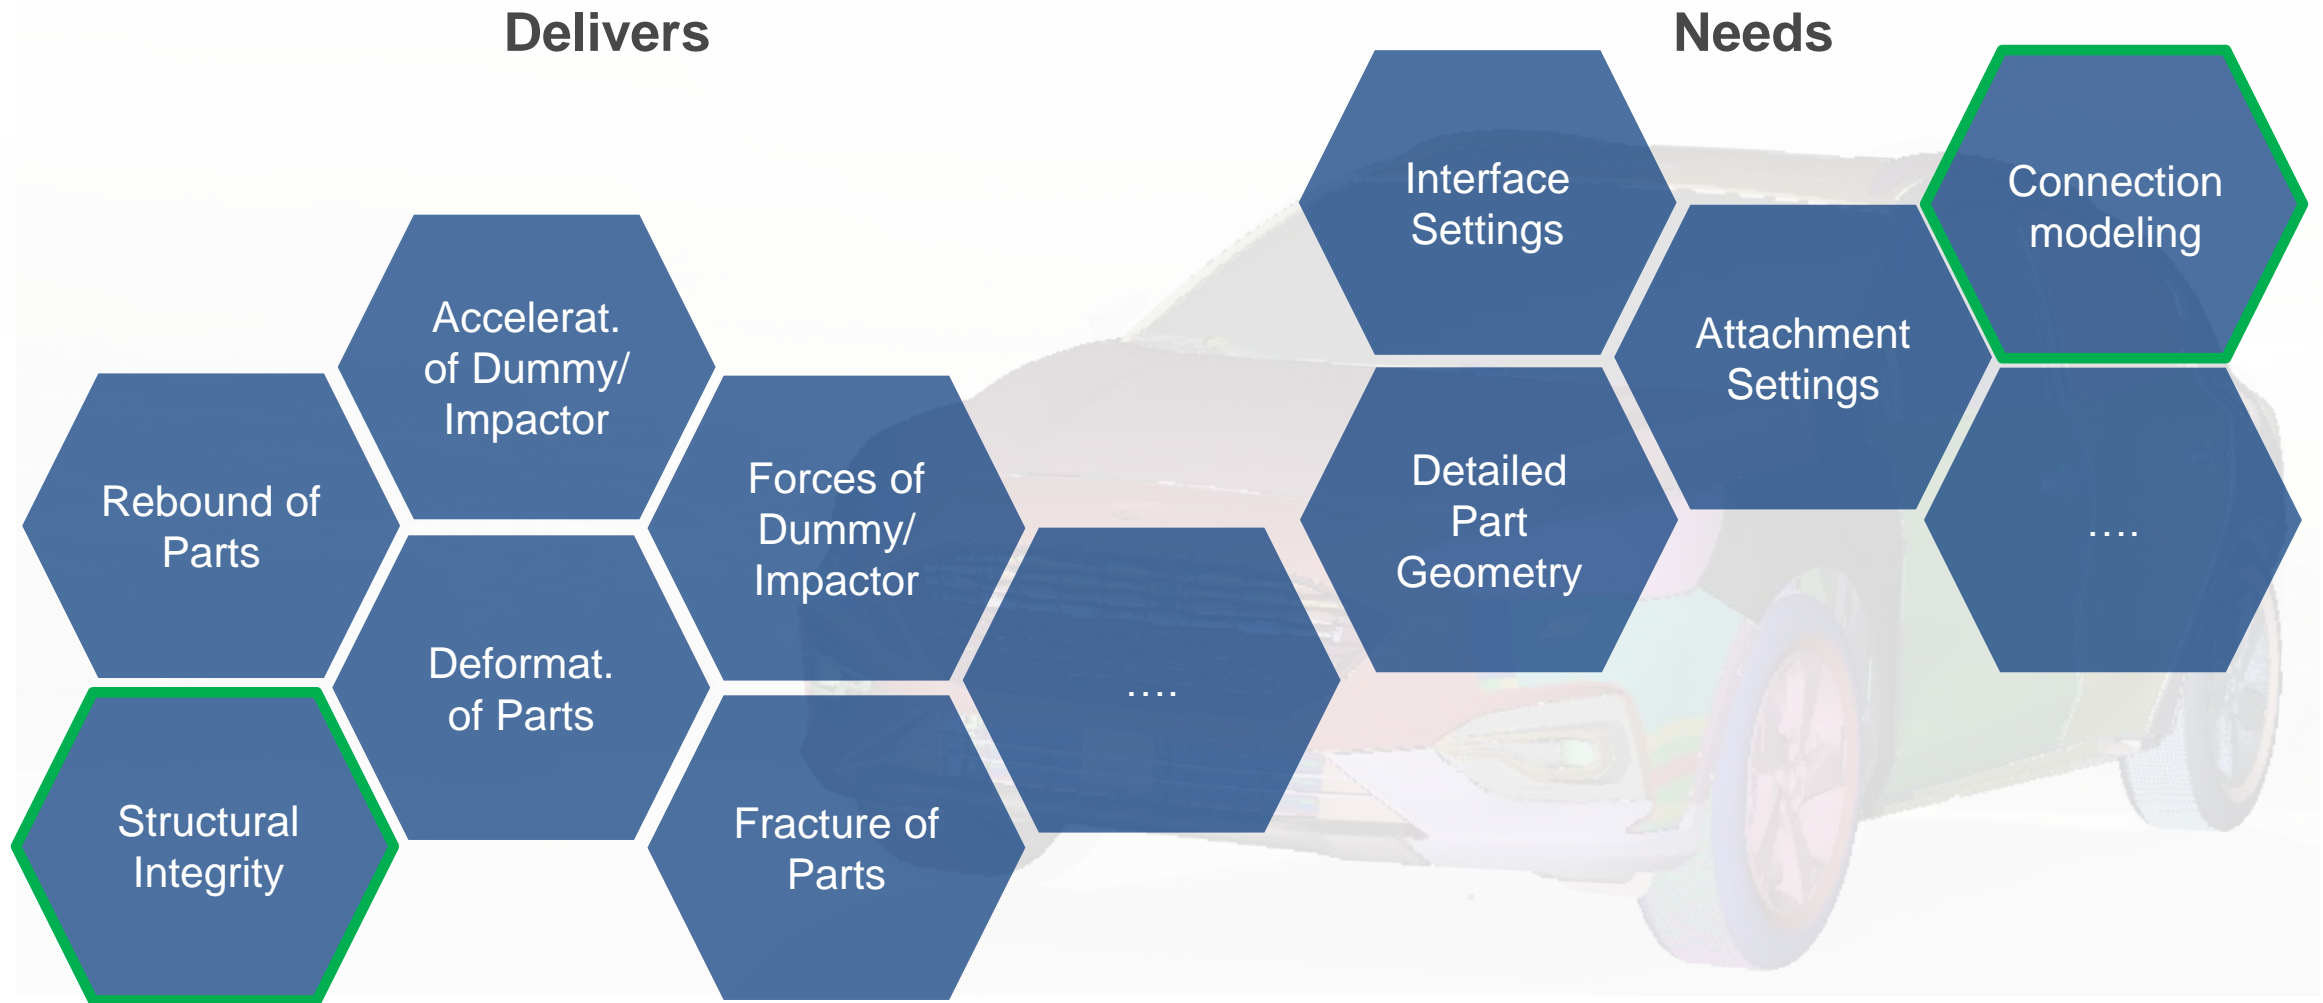 Delivers
Rebound of
Parts
Accelerat.
of Dummy/
Impactor
Forces of
Dummy/
Impactor
Structural
Integrity
Deformat.
of Parts
Fracture of
Parts
....
Needs
Interface
Settings
Connection
modeling
Attachment
Settings
Detailed
Part
Geometry
....